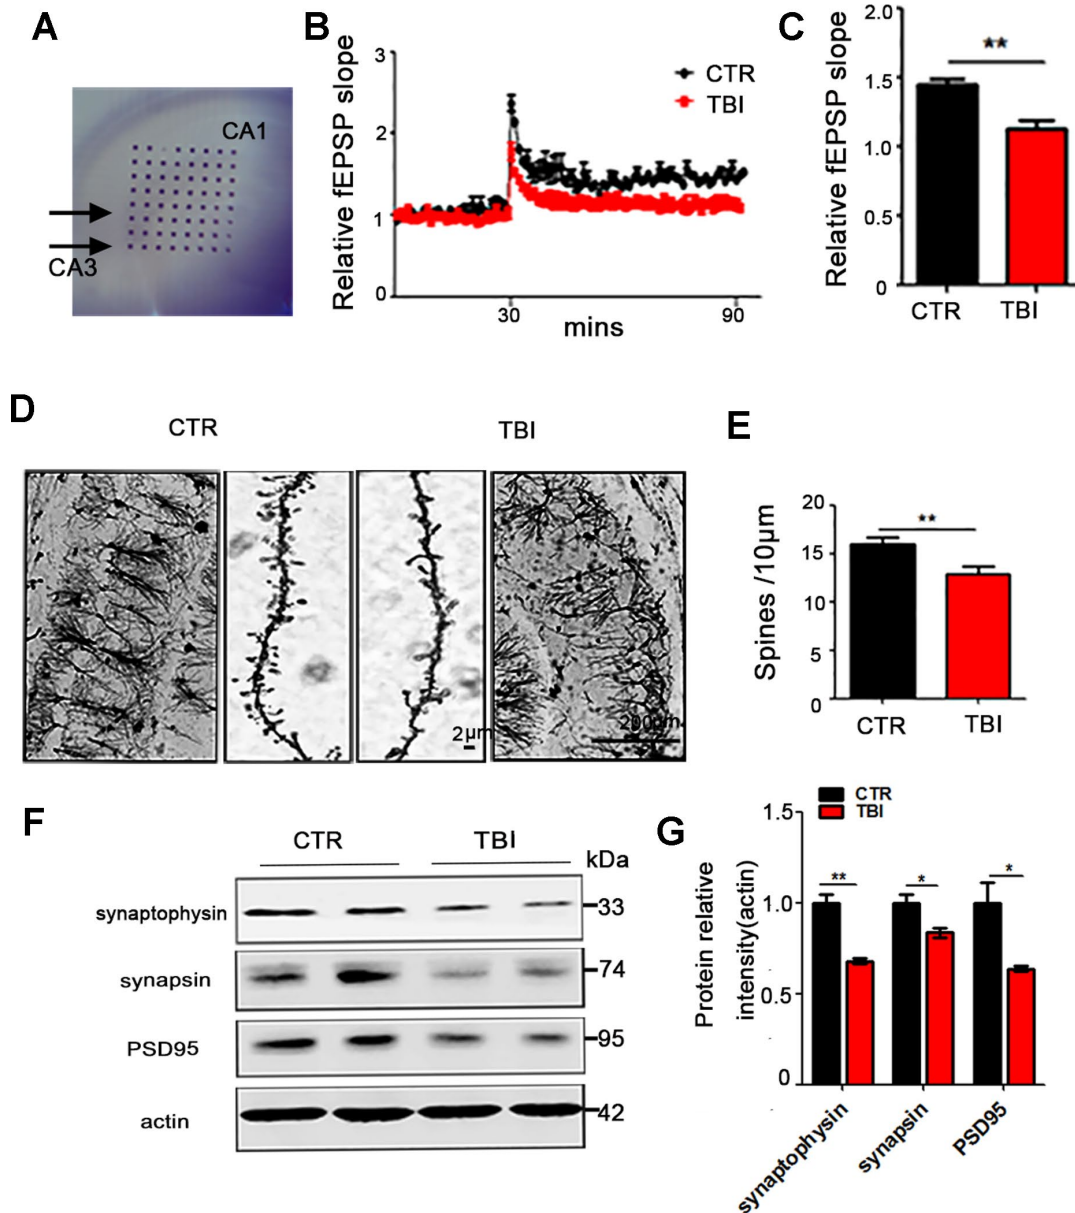 A
CA1
CA3
B
Relative fEPSP slope
3
2
1
0
CTR
TBI
30
90
mins
C
Relative fEPSP slope
2.0
1.5
1.0
0.5
0
**
CTR
TBI
D
CTR
TBI
2μm
200μm
E
Spines /10μm
20
15
10
5
0
**
CTR
TBI
F
CTR
TBI
kDa
synaptophysin
33
synapsin
74
PSD95
95
actin
42
G
CTR
TBI
Protein relative
intensity(actin)
1.5
1.0
0.5
0
**
*
*
synaptophysin
synapsin
PSD95